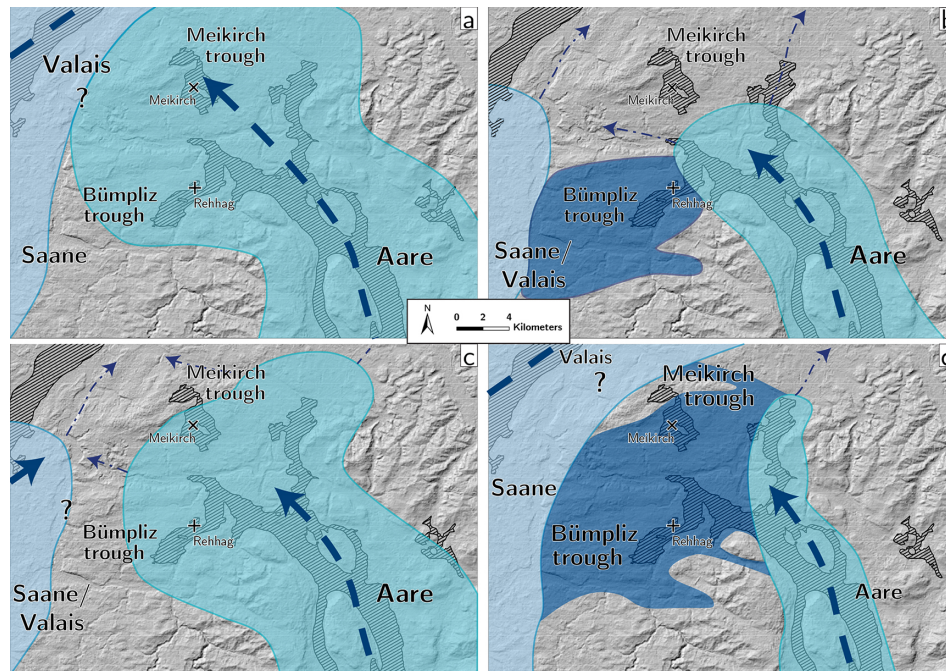 a
Valais
?
Meikirch
trough
Meikirch
Bümpliz
trough
Rehhag
Saane
Aare
b
Meikirch
trough
Meikirch
Bümpliz
trough
Rehhag
Saane/
Valais
Aare
N
0 2 4
Kilometers
c
Meikirch
trough
Meikirch
?
Bümpliz
trough
Rehhag
Saane/
Valais
Aare
d
Valais
?
Meikirch
trough
Meikirch
Saane
Bümpliz
trough
Rehhag
Aare